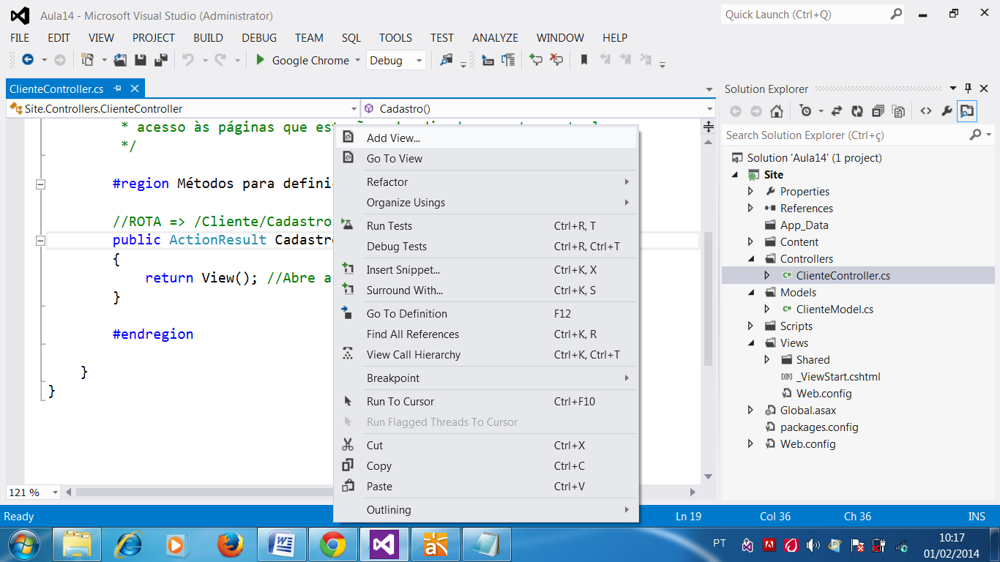 Aula14 - Microsoft Visual Studio (Administrator)
Quick Launch (Ctrl+Q)
FILE EDIT VIEW PROJECT BUILD DEBUG TEAM SQL TOOLS TEST ANALYZE WINDOW HELP
Google Chrome Debug
ClienteController.cs
Site.Controllers.ClienteController
Cadastro()
* acesso às páginas que
*/
#region Métodos para
//ROTA => /Cliente/Cadastro
public ActionResult
{
return View(); //Abre a
}
#endregion
}
}
Add View...
Go To View
Refactor
Organize Usings
Run Tests Ctrl+R, T
Debug Tests Ctrl+R, Ctrl+T
Insert Snippet... Ctrl+K, X
Surround With... Ctrl+K, S
Go To Definition F12
Find All References Ctrl+K, R
View Call Hierarchy Ctrl+K, Ctrl+T
Breakpoint
Run To Cursor Ctrl+F10
Run Flagged Threads To Cursor
Cut Ctrl+X
Copy Ctrl+C
Paste Ctrl+V
Outlining
Solution Explorer
Search Solution Explorer (Ctrl+ç)
Solution 'Aula14' (1 project)
Site
Properties
References
App_Data
Content
Controllers
ClienteController.cs
Models
ClienteModel.cs
Scripts
Views
Shared
_ViewStart.cshtml
Web.config
Global.asax
packages.config
Web.config
121 %
Ready Ln 19 Col 36 Ch 36 INS
PT
10:17
01/02/2014